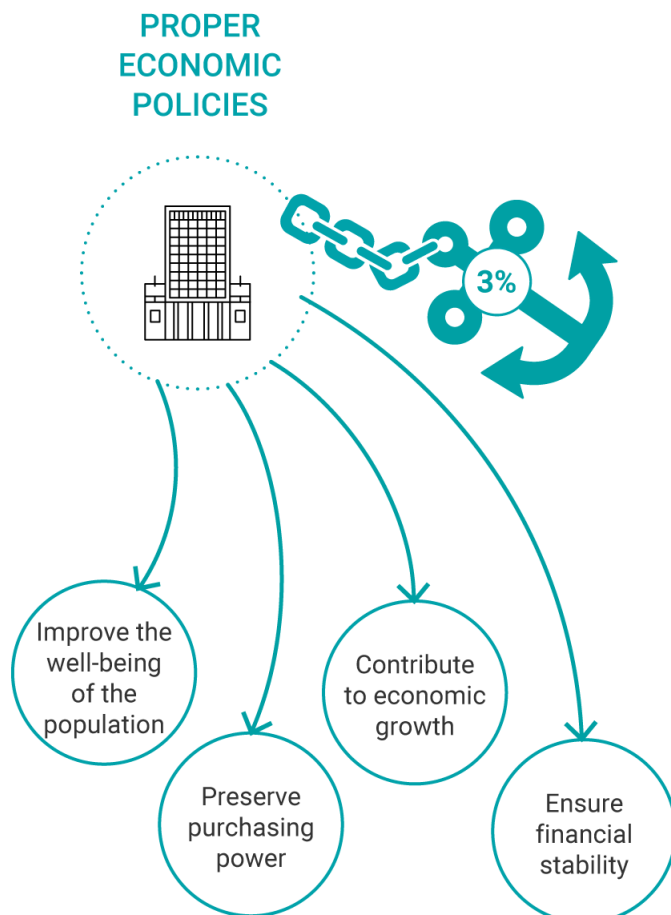 PROPER
ECONOMIC
POLICIES
3%
Improve the
well-being
of the
population
Preserve
purchasing
power
Contribute
to economic
growth
Ensure
financial
stability